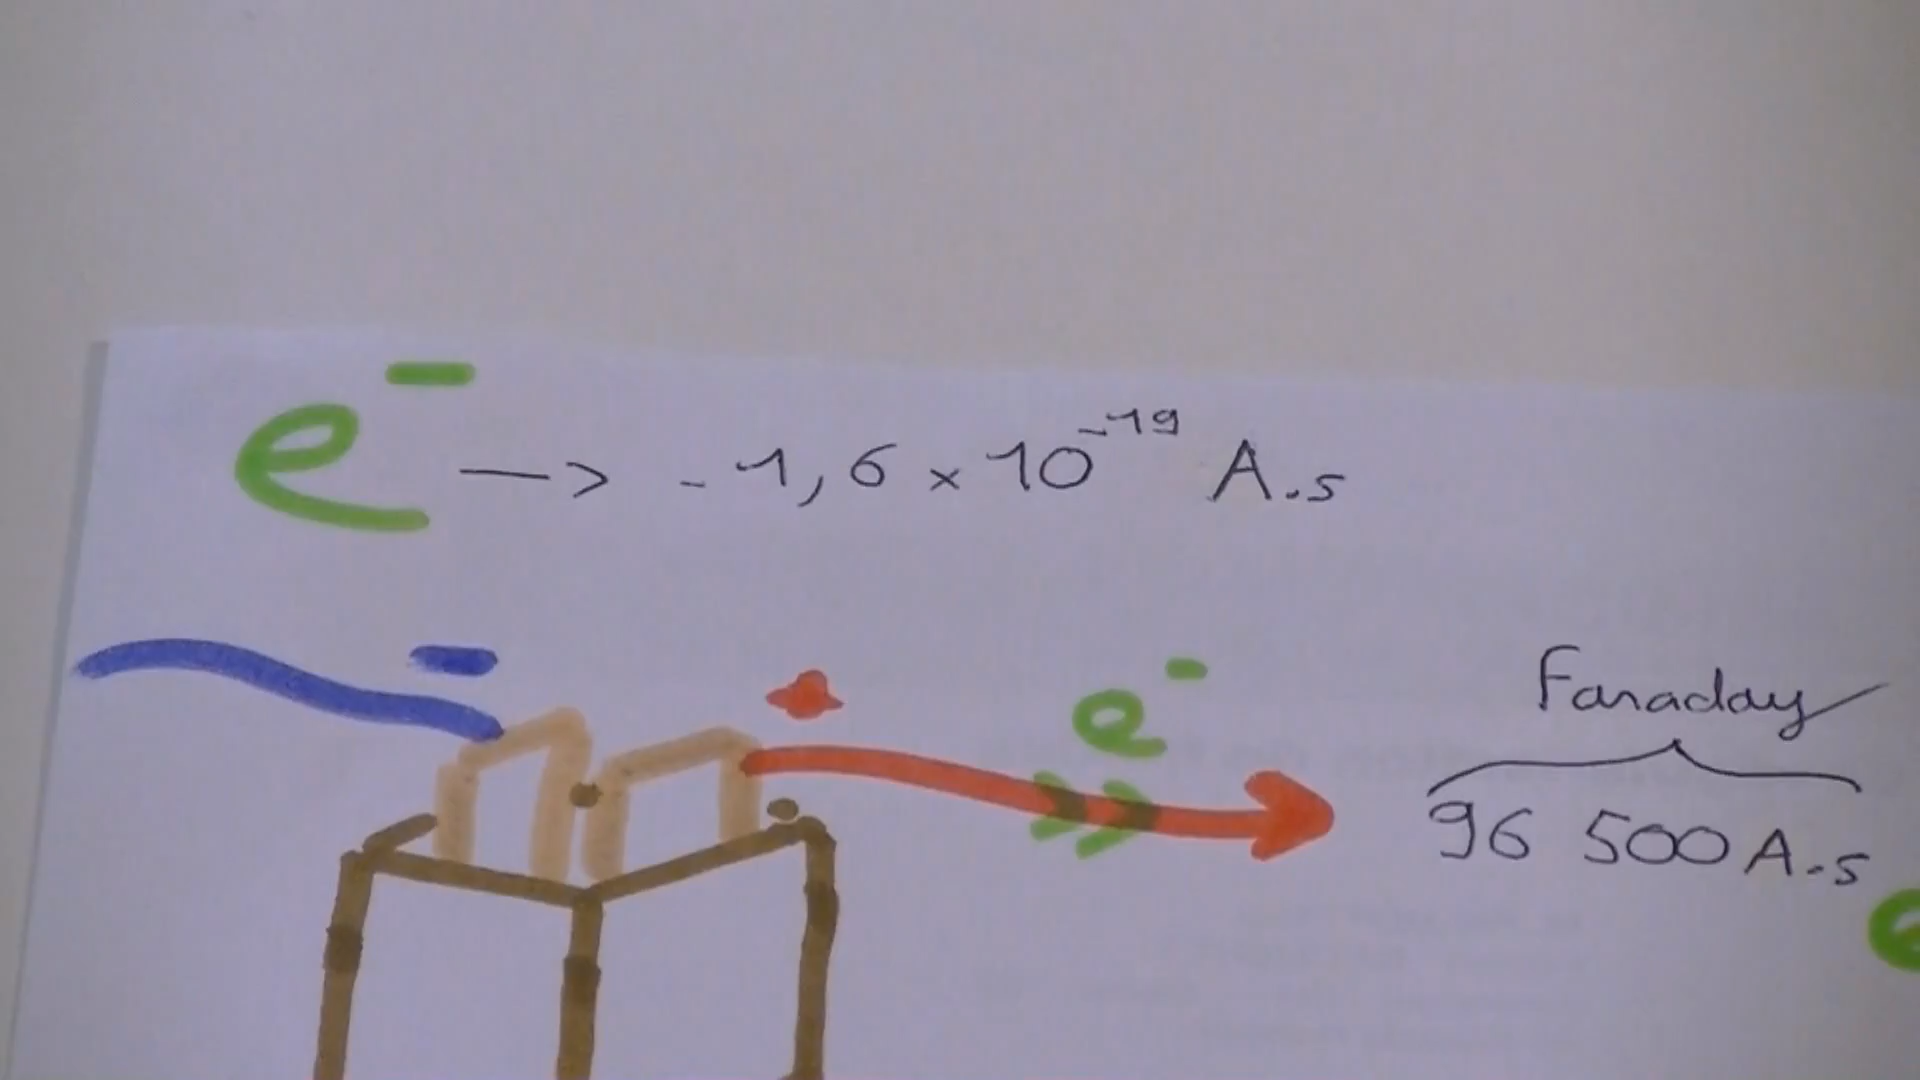 e⁻ —> -1,6 × 10⁻¹⁹ A.s
-
+
e⁻
Faraday
96 500 A.s